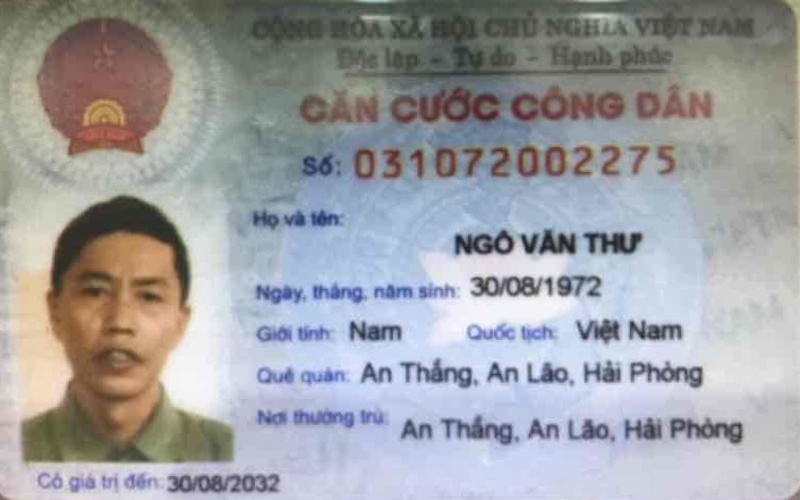 CỘNG HÒA XÃ HỘI CHỦ NGHĨA VIỆT NAM
Độc lập - Tự do - Hạnh phúc
CĂN CƯỚC CÔNG DÂN
Số: 031072002275
Họ và tên:
NGÔ VĂN THƯ
Ngày, tháng, năm sinh: 30/08/1972
Giới tính: Nam Quốc tịch: Việt Nam
Quê quán: An Thắng, An Lão, Hải Phòng
Nơi thường trú: An Thắng, An Lão, Hải Phòng
Có giá trị đến: 30/08/2032